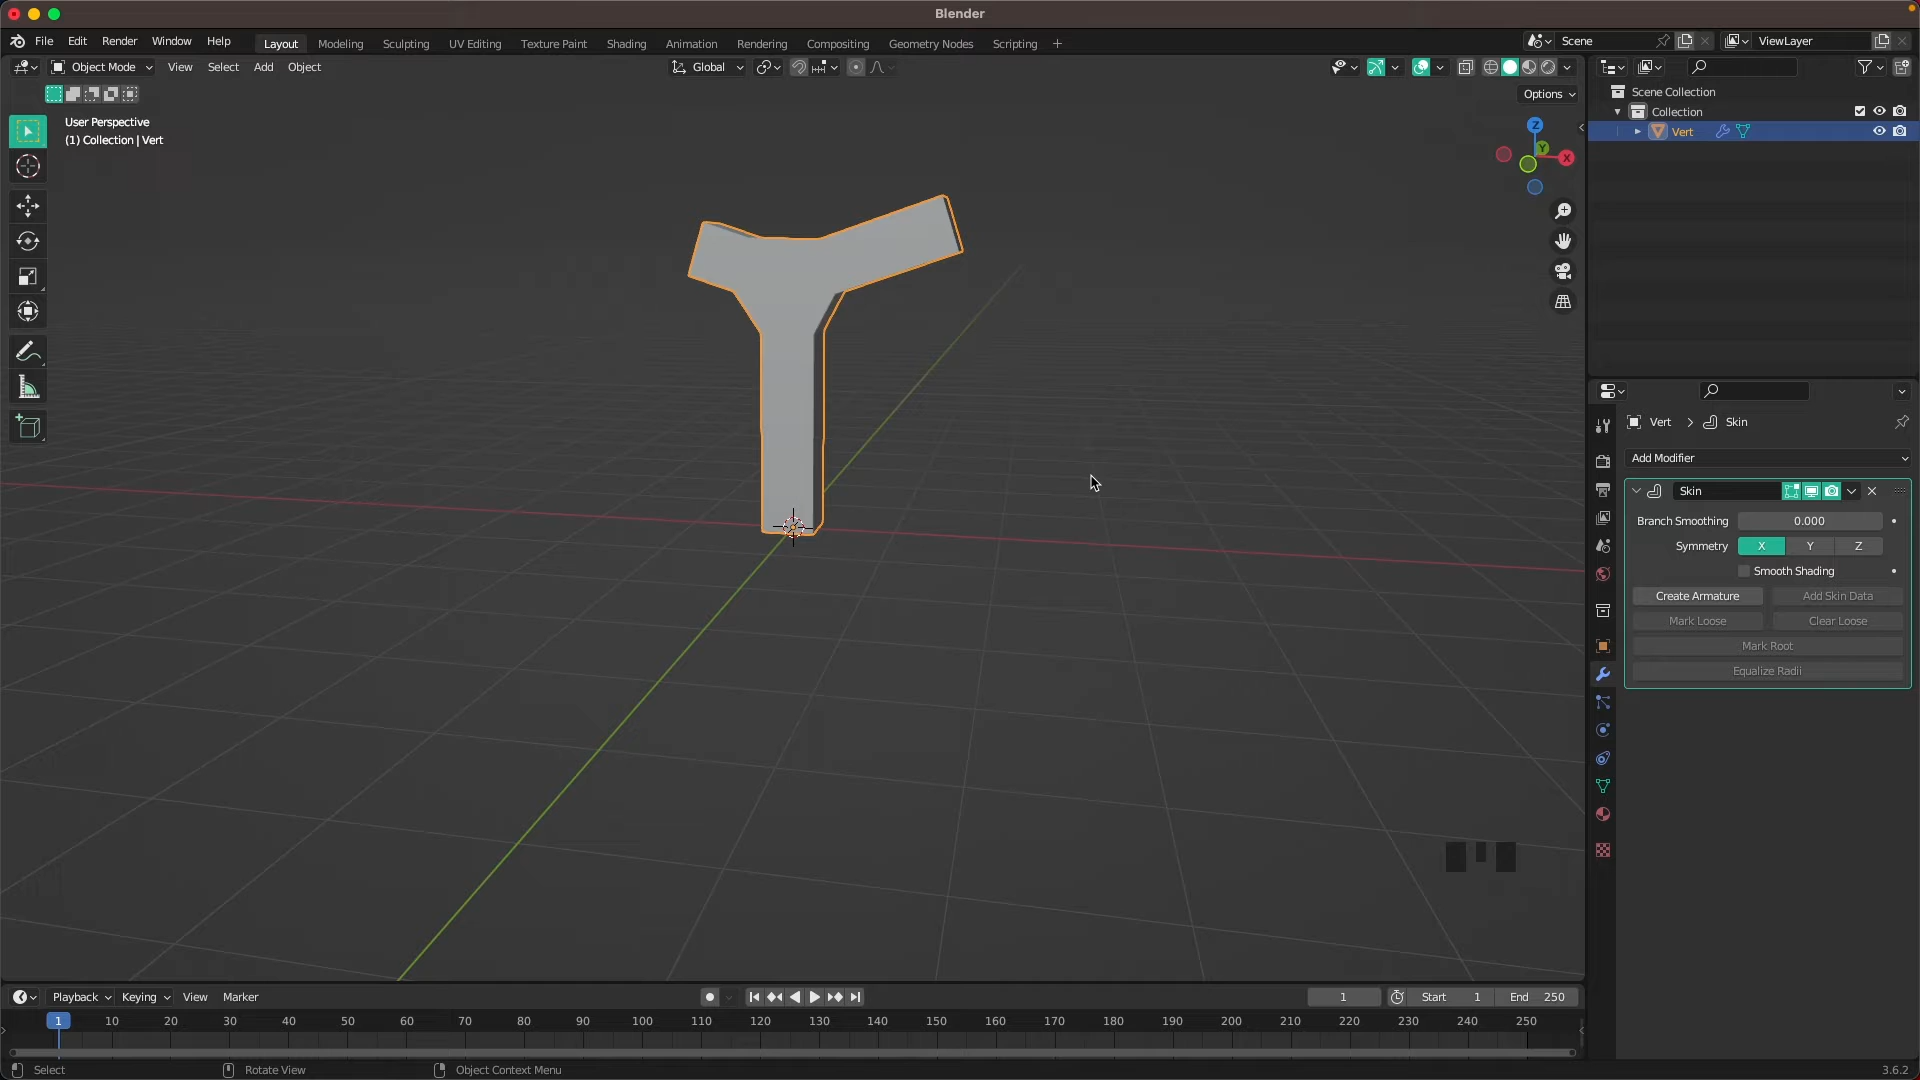 Blender
File Edit Render Window Help Layout Modeling Sculpting UV Editing Texture Paint Shading Animation Rendering Compositing Geometry Nodes Scripting + Scene ViewLayer
Object Mode View Select Add Object Global
Options
User Perspective
(1) Collection | Vert
Z
Y
X
Scene Collection
Collection
Vert
Vert > Skin
Add Modifier
Skin
Branch Smoothing 0.000
Symmetry X Y Z
Smooth Shading
Create Armature Add Skin Data
Mark Loose Clear Loose
Mark Root
Equalize Radii
Playback Keying View Marker 1 Start 1 End 250
1 10 20 30 40 50 60 70 80 90 100 110 120 130 140 150 160 170 180 190 200 210 220 230 240 250
Select Rotate View Object Context Menu 3.6.2